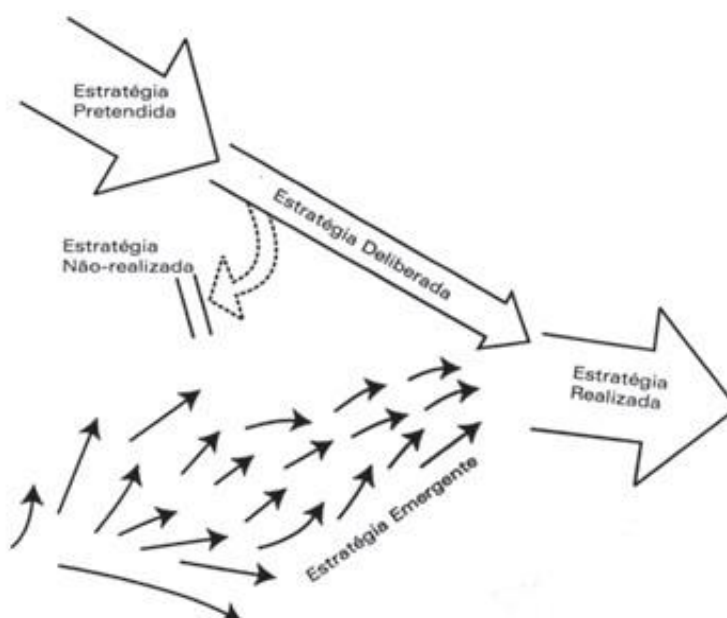 Estratégia
Pretendida
Estratégia Deliberada
Estratégia
Não-realizada
Estratégia
Realizada
Estratégia Emergente